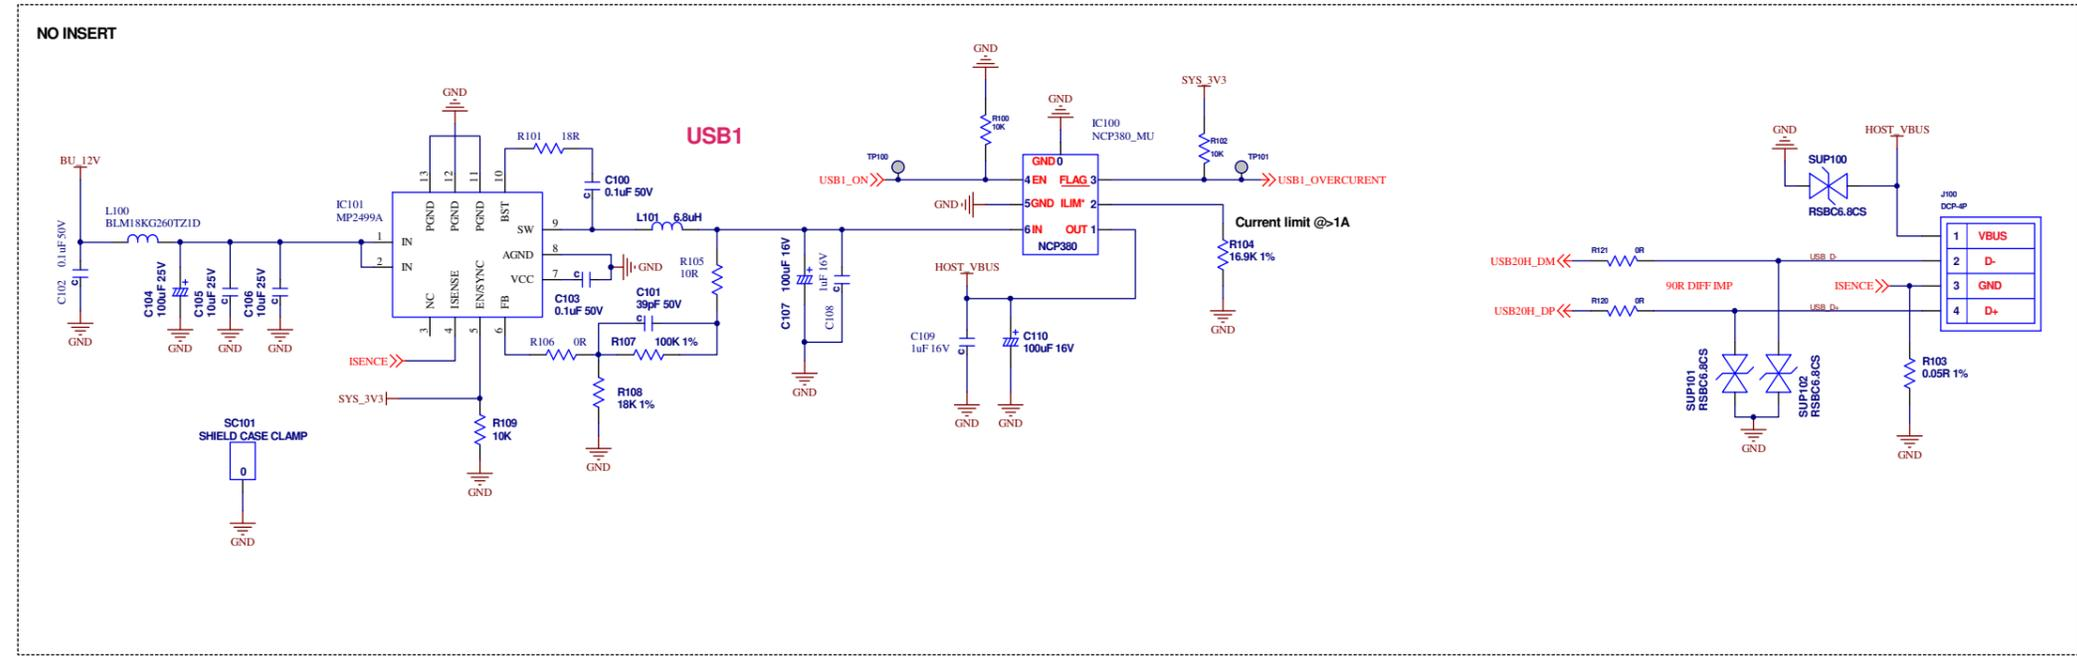 NO INSERT
USB1
BU_12V
C102 0.1uF 50V
GND
L100
BLM18KG260TZ1D
C104
100uF 25V
GND
C105
10uF 25V
GND
C106
10uF 25V
GND
IC101
MP2499A
GND
13 12 11 10
PGND PGND PGND BST
1 IN
2 IN
SW 9
AGND 8
VCC 7
NC ISENSE EN/SYNC FB
3 4 5 6
ISENCE
SYS_3V3
R109
10K
GND
SC101
SHIELD CASE CLAMP
0
GND
R101 18R
C100
0.1uF 50V
L101 6.8uH
GND
C103
0.1uF 50V
C101
39pF 50V
R105
10R
R106 0R
R107 100K 1%
R108
18K 1%
GND
C107 100uF 16V
1uF 16V
C108
GND
GND
R100
10K
TP100
USB1_ON
GND
IC100
NCP380_MU
GND 0
4 EN FLAG 3
5 GND ILIM* 2
6 IN OUT 1
NCP380
GND
SYS_3V3
R102
10K
TP101
USB1_OVERCURENT
Current limit @>1A
R104
16.9K 1%
GND
HOST_VBUS
C109
1uF 16V
GND
C110
100uF 16V
GND
GND
SUP100
RSBC6.8CS
HOST_VBUS
J100
DCP-4P
1 VBUS
2 D-
3 GND
4 D+
USB20H_DM
R121 0R
USB_D-
90R DIFF IMP
ISENCE
USB20H_DP
R120 0R
USB_D+
SUP101
RSBC6.8CS
SUP102
RSBC6.8CS
GND
R103
0.05R 1%
GND